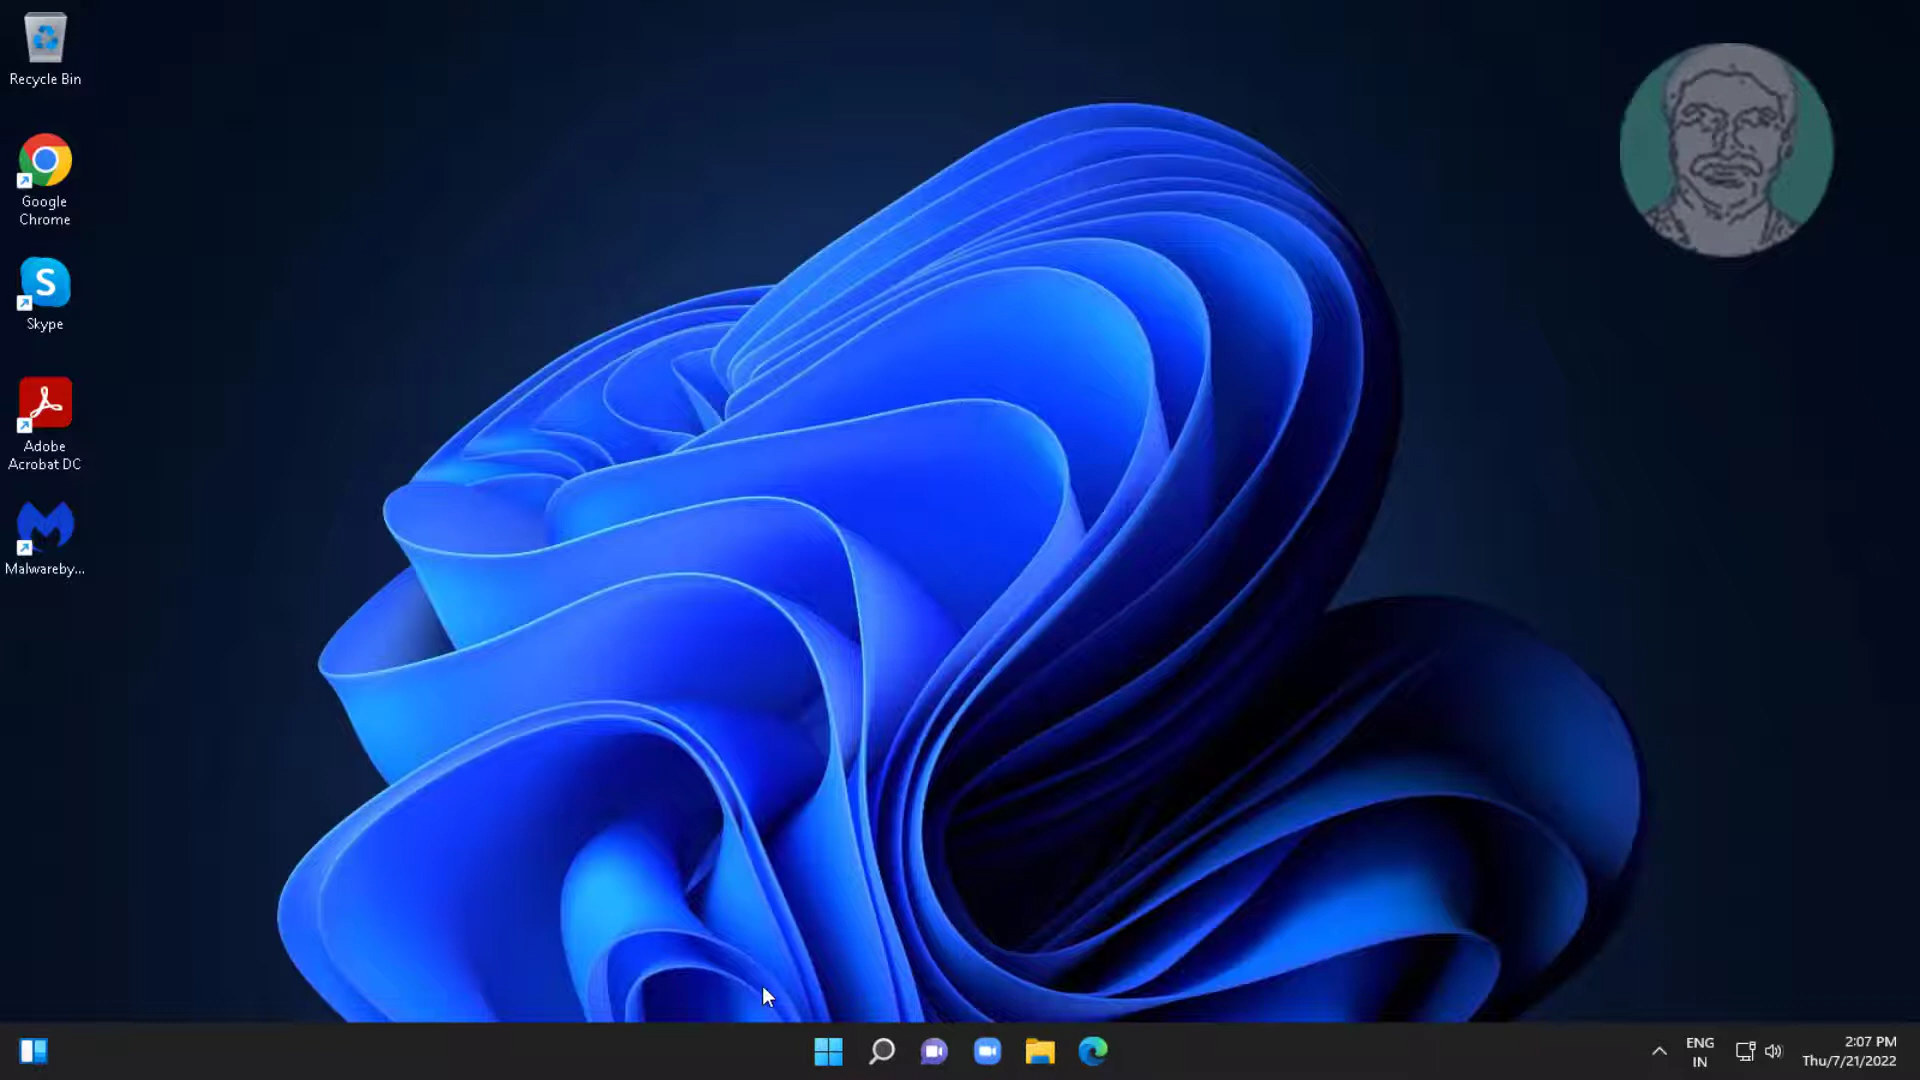 Recycle Bin
Google
Chrome
S
Skype
Adobe
Acrobat DC
Malwareby...
ENG
IN
2:07 PM
Thu/7/21/2022